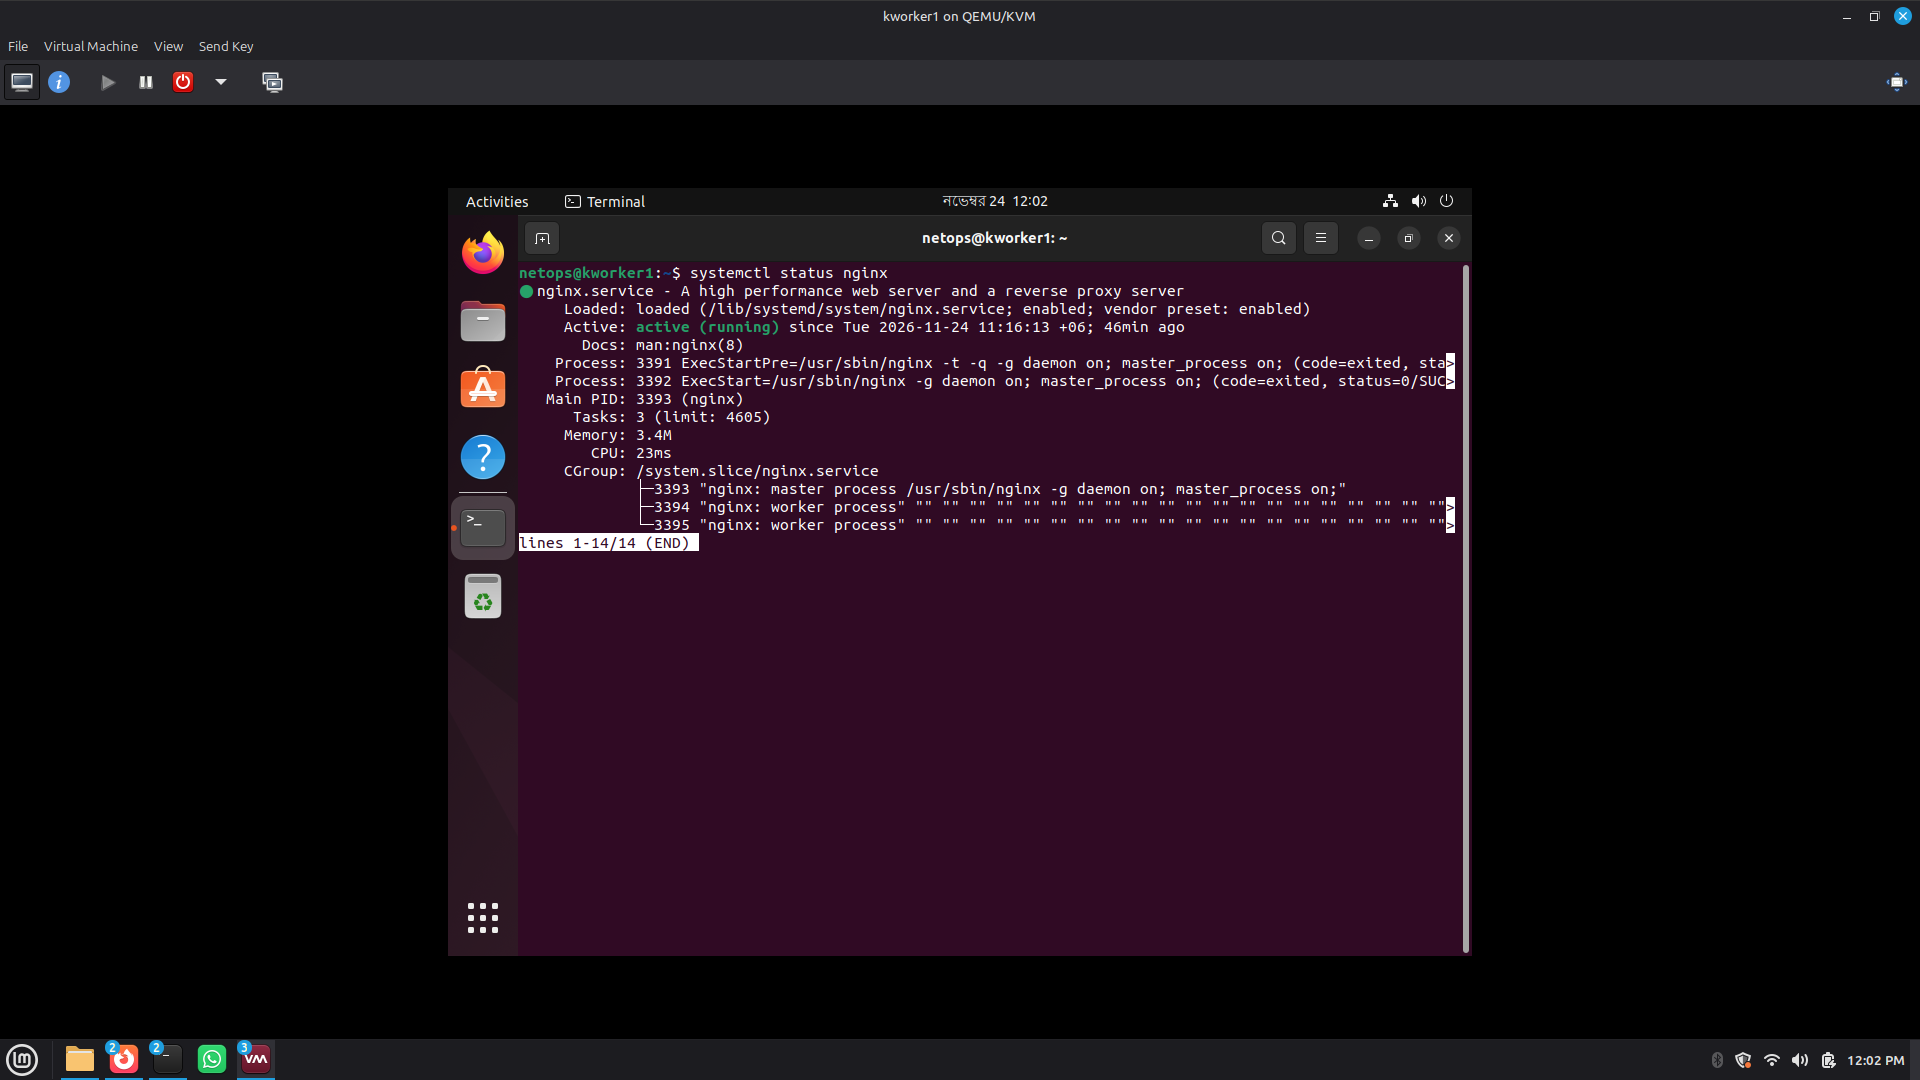 kworker1 on QEMU/KVM
File Virtual Machine View Send Key
Activities Terminal নভেম্বর 24 12:02
netops@kworker1: ~
netops@kworker1:~$ systemctl status nginx
nginx.service - A high performance web server and a reverse proxy server
Loaded: loaded (/lib/systemd/system/nginx.service; enabled; vendor preset: enabled)
Active: active (running) since Tue 2026-11-24 11:16:13 +06; 46min ago
Docs: man:nginx(8)
Process: 3391 ExecStartPre=/usr/sbin/nginx -t -q -g daemon on; master_process on; (code=exited, sta>
Process: 3392 ExecStart=/usr/sbin/nginx -g daemon on; master_process on; (code=exited, status=0/SUC>
Main PID: 3393 (nginx)
Tasks: 3 (limit: 4605)
Memory: 3.4M
CPU: 23ms
CGroup: /system.slice/nginx.service
├─3393 "nginx: master process /usr/sbin/nginx -g daemon on; master_process on;"
├─3394 "nginx: worker process" "" "" "" "" "" "" "" "" "" "" "" "" "" "" "" "" "" "" "" "">
└─3395 "nginx: worker process" "" "" "" "" "" "" "" "" "" "" "" "" "" "" "" "" "" "" "" "">
lines 1-14/14 (END)
2 2 3 12:02 PM